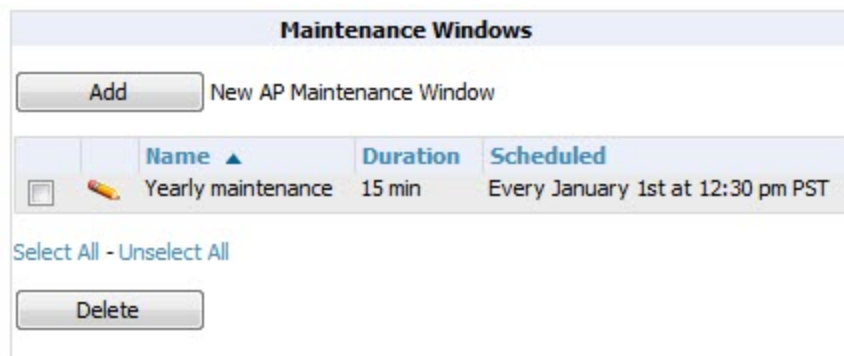 Maintenance Windows
Add New AP Maintenance Window
Name ▲ Duration Scheduled
Yearly maintenance 15 min Every January 1st at 12:30 pm PST
Select All - Unselect All
Delete